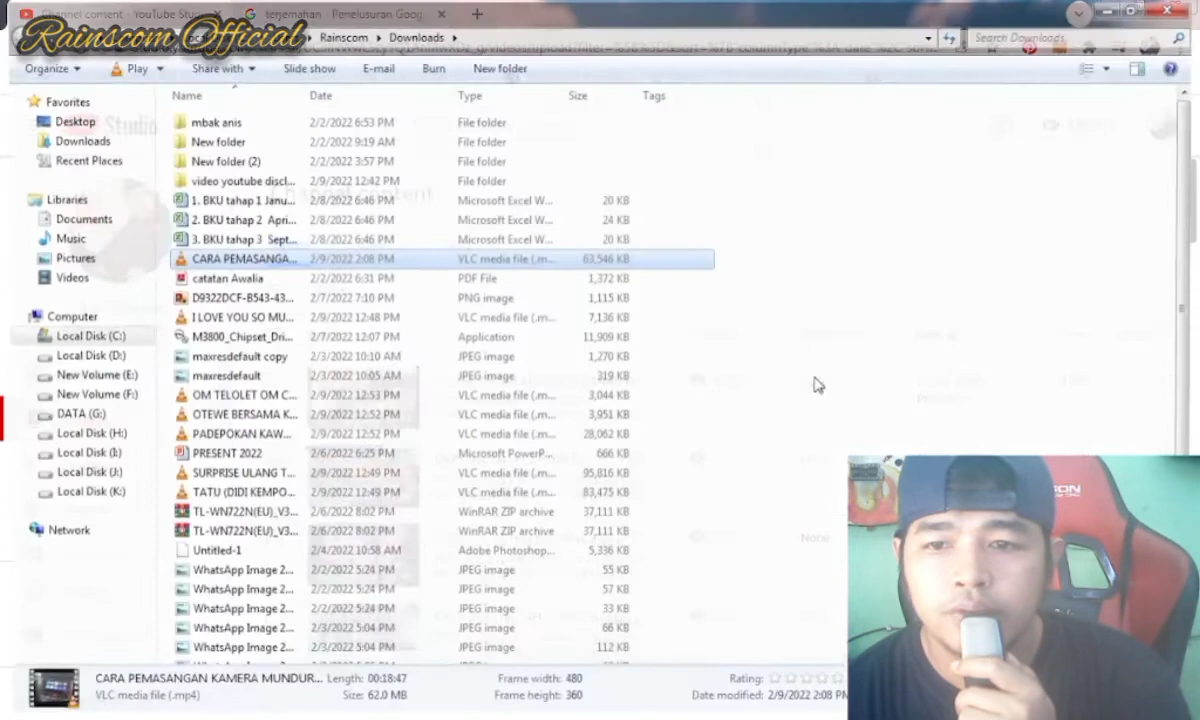 Channel content - YouTube Stu
terjemahan - Penelusuran Goog
Rainscom Official
Rainscom
Downloads
Search Downloads
Organize
Play
Share with
Slide show
E-mail
Burn
New folder
Name
Date
Type
Size
Tags
Favorites
Desktop
Downloads
Recent Places
Libraries
Documents
Music
Pictures
Videos
Computer
Local Disk (C:)
Local Disk (D:)
New Volume (E:)
New Volume (F:)
DATA (G:)
Local Disk (H:)
Local Disk (I:)
Local Disk (J:)
Local Disk (K:)
Network
Studio
Channel content
mbak anis 2/2/2022 6:53 PM File folder
New folder 2/2/2022 9:19 AM File folder
New folder (2) 2/2/2022 3:57 PM File folder
video youtube discl... 2/9/2022 12:42 PM File folder
1. BKU tahap 1 Janu... 2/8/2022 6:46 PM Microsoft Excel W... 20 KB
2. BKU tahap 2 Apri... 2/8/2022 6:46 PM Microsoft Excel W... 24 KB
3. BKU tahap 3 Sept... 2/8/2022 6:46 PM Microsoft Excel W... 20 KB
CARA PEMASANGA... 2/9/2022 2:08 PM VLC media file (.m... 63,546 KB
catatan Awalia 2/2/2022 6:31 PM PDF File 1,372 KB
D9322DCF-B543-43... 2/7/2022 7:10 PM PNG image 1,115 KB
I LOVE YOU SO MU... 2/9/2022 12:48 PM VLC media file (.m... 7,136 KB
M3800_Chipset_Dri... 2/7/2022 12:07 PM Application 11,909 KB
maxresdefault copy 2/3/2022 10:10 AM JPEG image 1,270 KB
maxresdefault 2/3/2022 10:05 AM JPEG image 319 KB
OM TELOLET OM C... 2/9/2022 12:53 PM VLC media file (.m... 3,044 KB
OTEWE BERSAMA K... 2/9/2022 12:52 PM VLC media file (.m... 3,951 KB
PADEPOKAN KAW... 2/9/2022 12:52 PM VLC media file (.m... 28,062 KB
PRESENT 2022 2/6/2022 6:25 PM Microsoft PowerP... 666 KB
SURPRISE ULANG T... 2/9/2022 12:49 PM VLC media file (.m... 95,816 KB
TATU (DIDI KEMPO... 2/9/2022 12:49 PM VLC media file (.m... 83,475 KB
TL-WN722N(EU)_V3... 2/6/2022 8:02 PM WinRAR ZIP archive 37,111 KB
TL-WN722N(EU)_V3... 2/6/2022 8:02 PM WinRAR ZIP archive 37,111 KB
Untitled-1 2/4/2022 10:58 AM Adobe Photoshop... 5,336 KB
WhatsApp Image 2... 2/2/2022 5:24 PM JPEG image 55 KB
WhatsApp Image 2... 2/2/2022 5:24 PM JPEG image 57 KB
WhatsApp Image 2... 2/2/2022 5:24 PM JPEG image 33 KB
WhatsApp Image 2... 2/3/2022 5:04 PM JPEG image 66 KB
WhatsApp Image 2... 2/3/2022 5:04 PM JPEG image 112 KB
None
CARA PEMASANGAN KAMERA MUNDUR... Length: 00:18:47 Frame width: 480 Rating:
VLC media file (.mp4) Size: 62.0 MB Frame height: 360 Date modified: 2/9/2022 2:08 PM